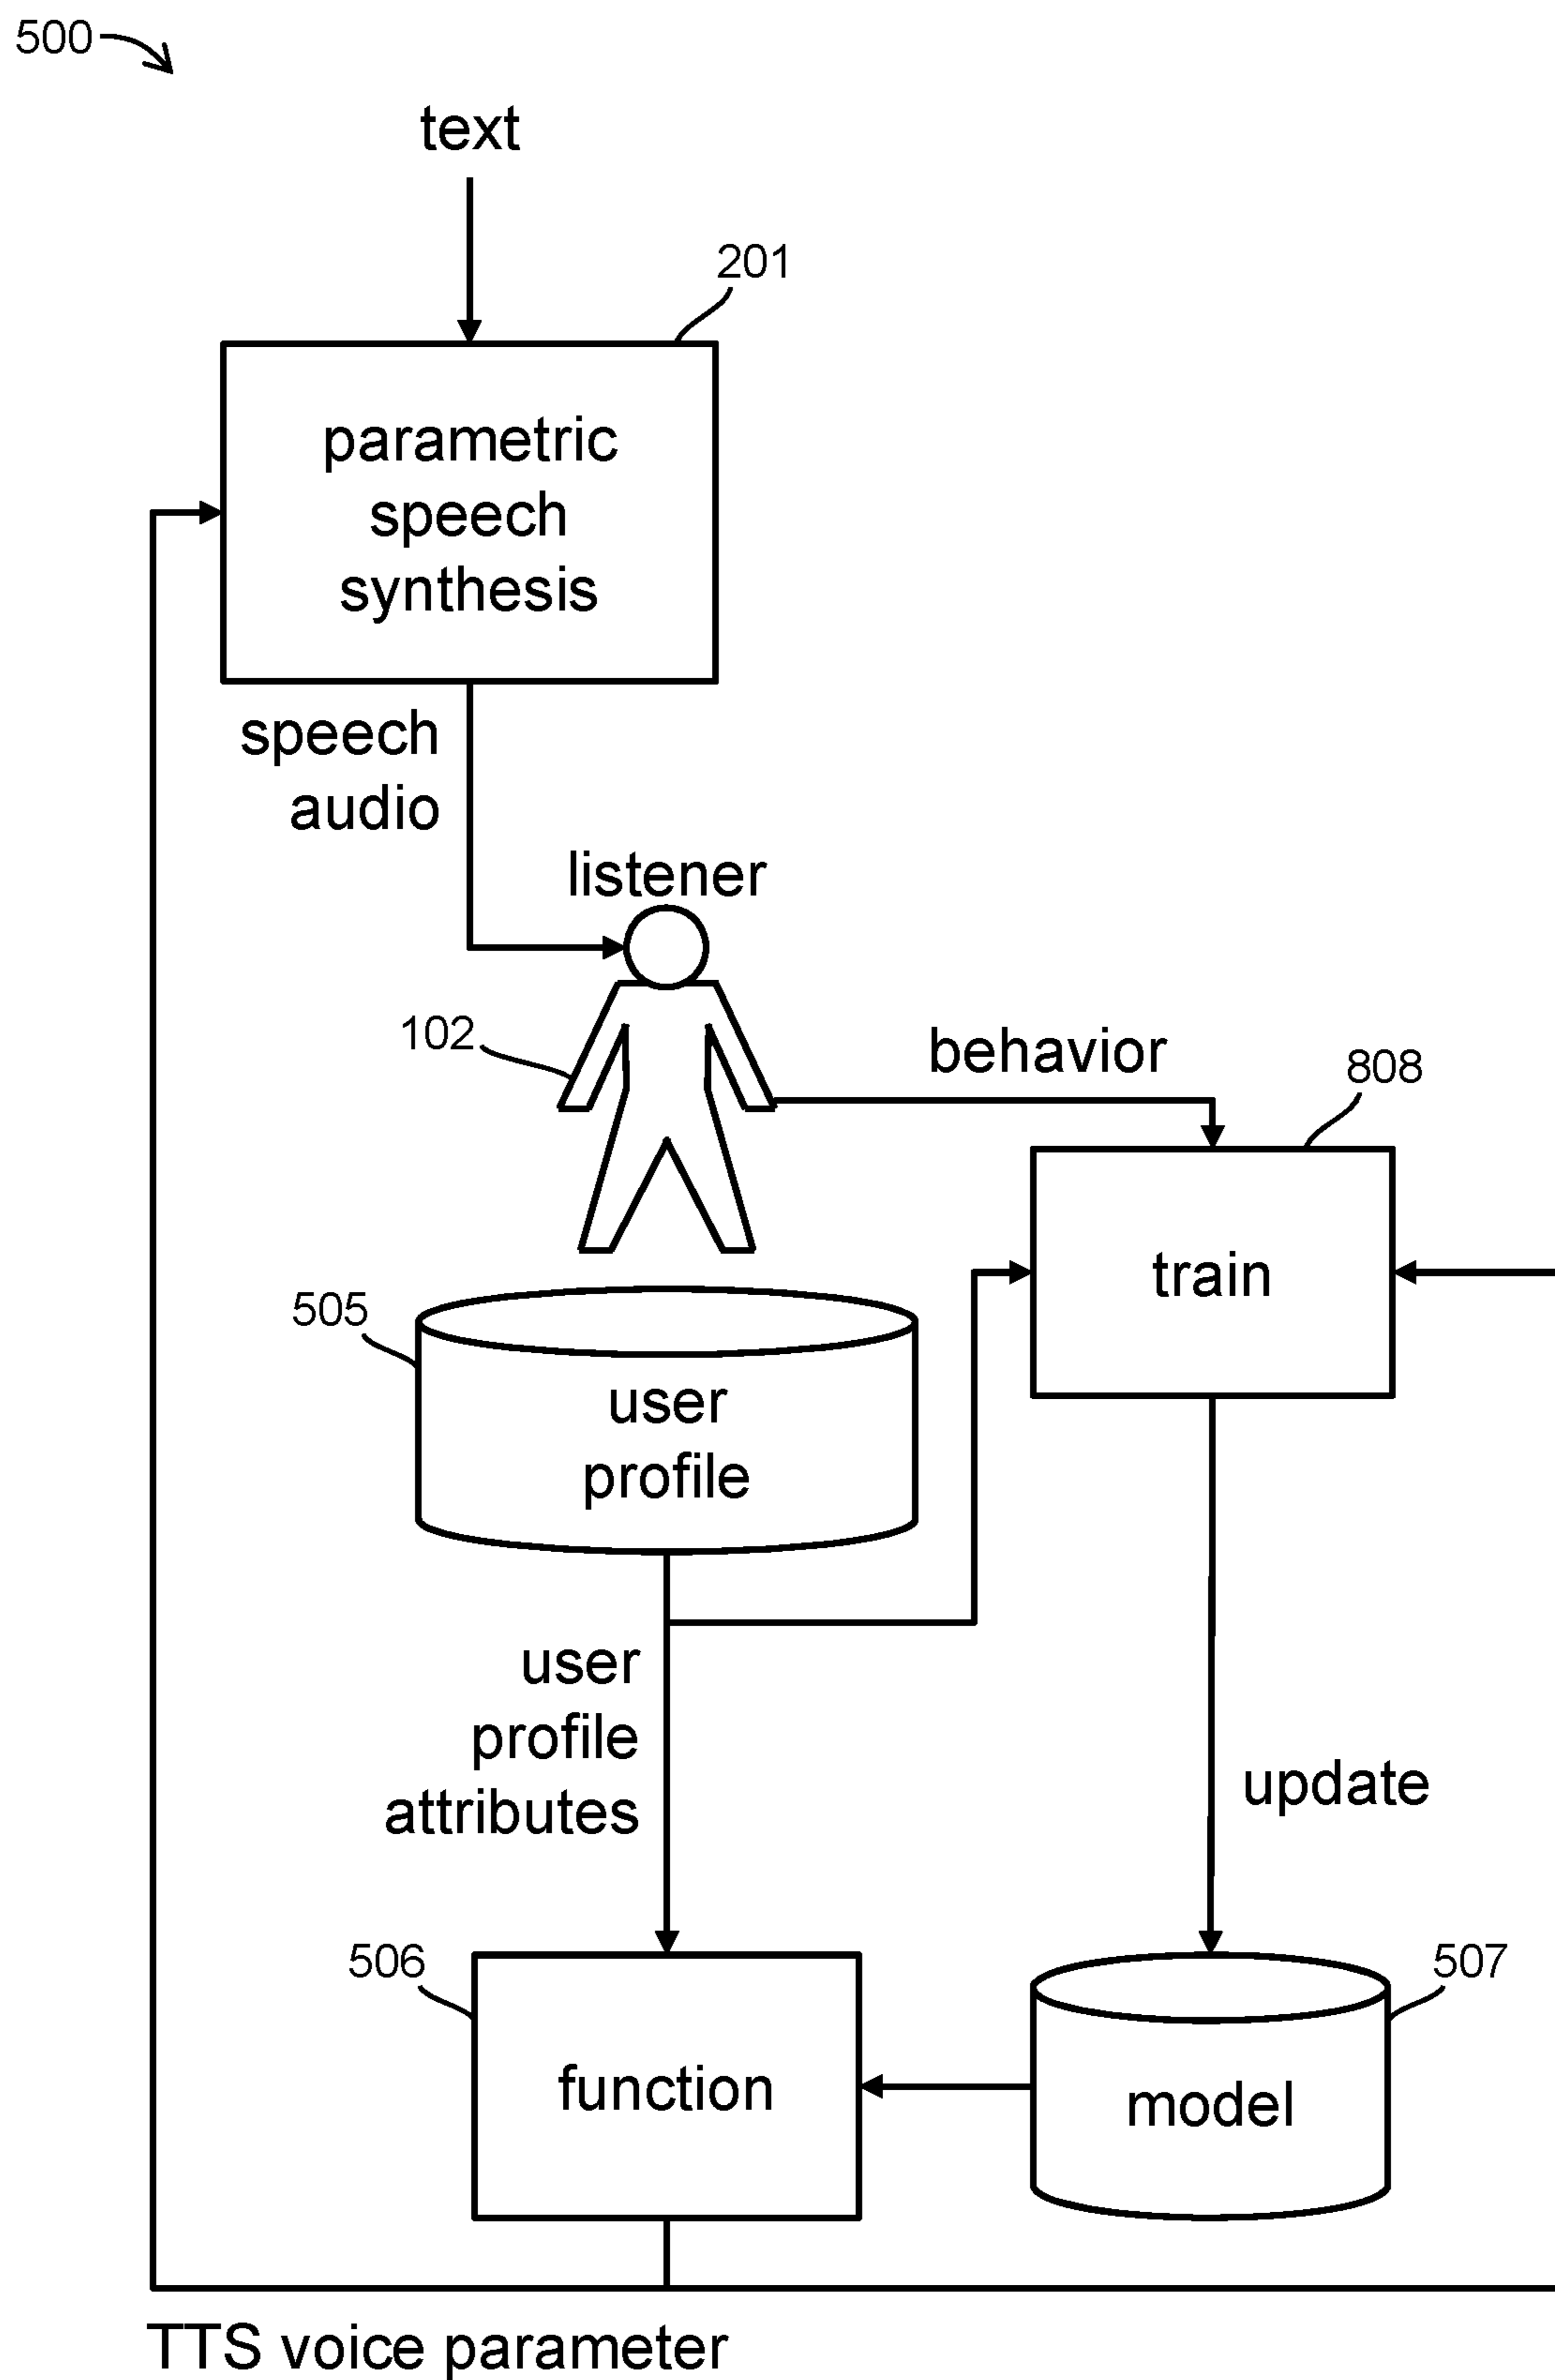 500
text
201
parametric
speech
synthesis
speech
audio
listener
102
behavior
808
train
505
user
profile
user
profile
attributes
update
506
507
function
model
TTS voice parameter